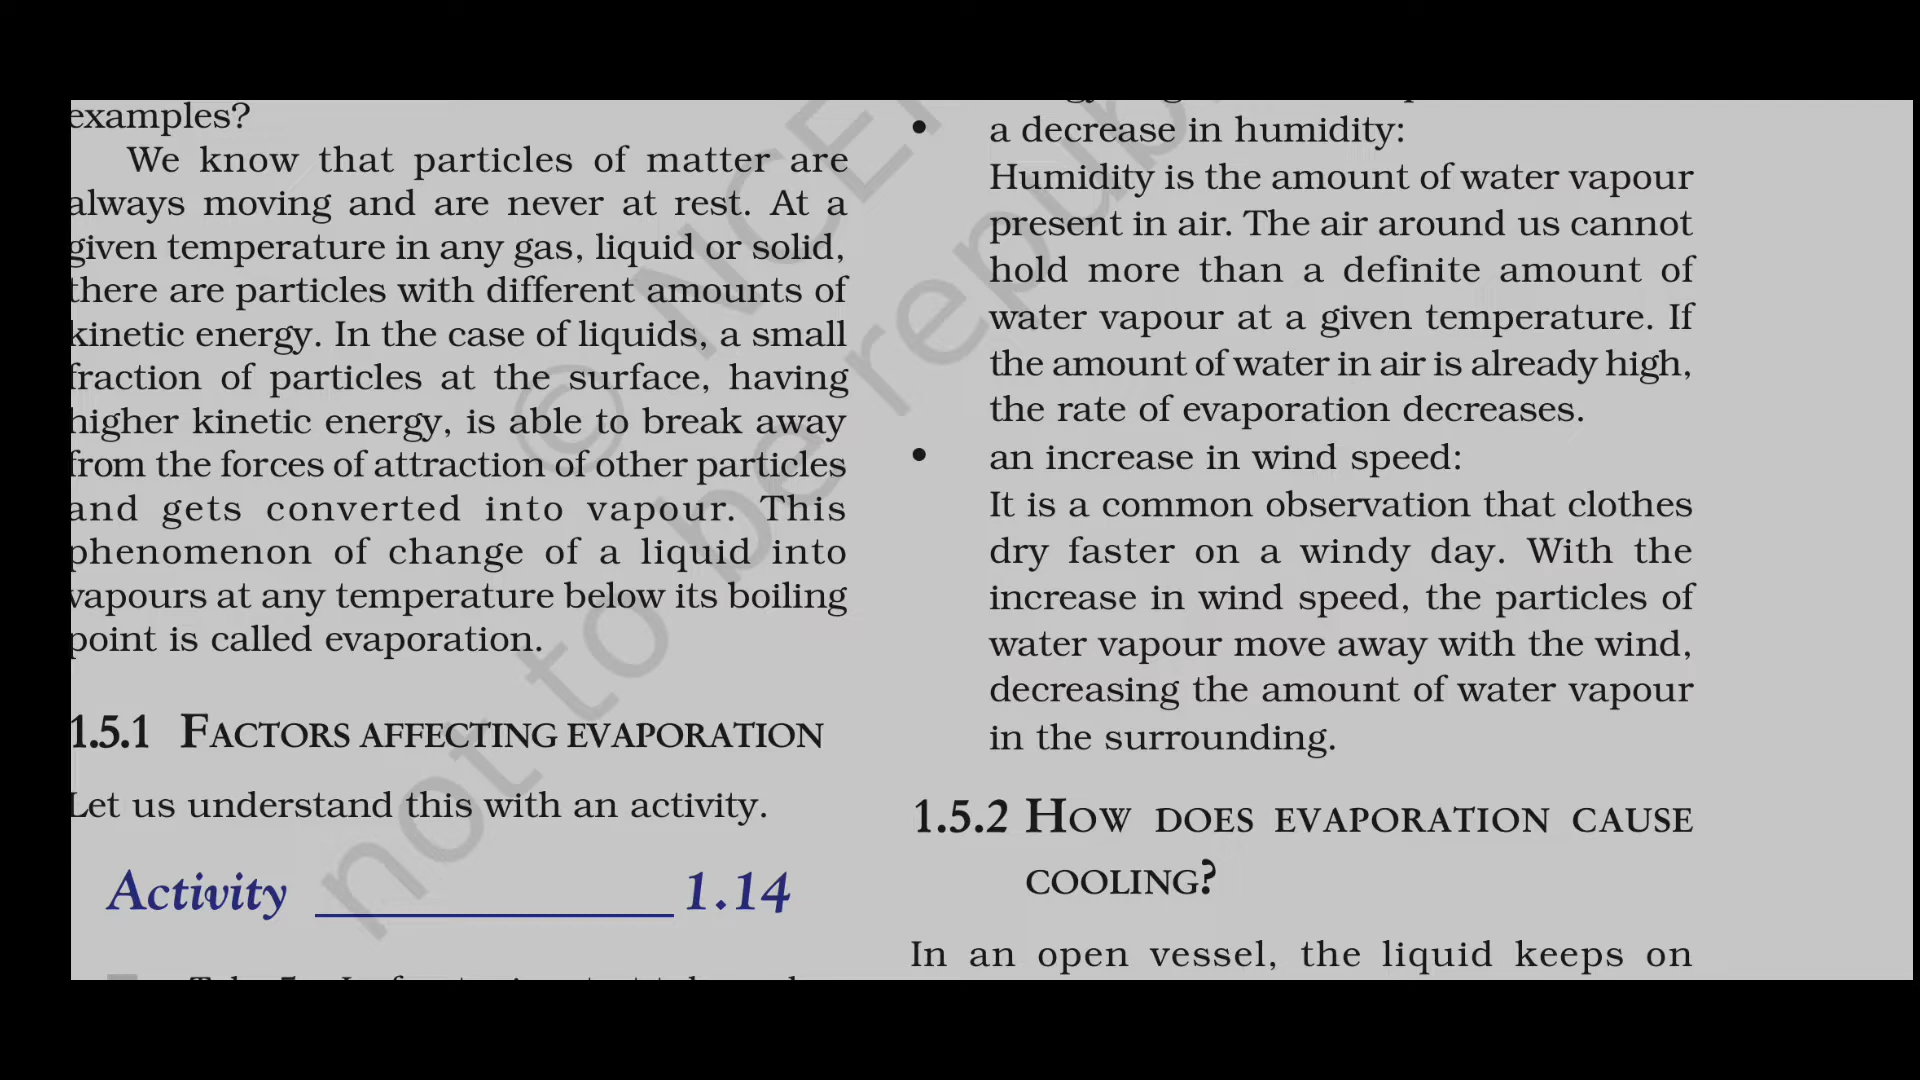 examples?
We know that particles of matter are
always moving and are never at rest. At a
given temperature in any gas, liquid or solid,
there are particles with different amounts of
kinetic energy. In the case of liquids, a small
fraction of particles at the surface, having
higher kinetic energy, is able to break away
from the forces of attraction of other particles
and gets converted into vapour. This
phenomenon of change of a liquid into
vapours at any temperature below its boiling
point is called evaporation.
1.5.1 FACTORS AFFECTING EVAPORATION
Let us understand this with an activity.
Activity 1.14
• a decrease in humidity:
Humidity is the amount of water vapour
present in air. The air around us cannot
hold more than a definite amount of
water vapour at a given temperature. If
the amount of water in air is already high,
the rate of evaporation decreases.
• an increase in wind speed:
It is a common observation that clothes
dry faster on a windy day. With the
increase in wind speed, the particles of
water vapour move away with the wind,
decreasing the amount of water vapour
in the surrounding.
1.5.2 HOW DOES EVAPORATION CAUSE
COOLING?
In an open vessel, the liquid keeps on
© NCE
not to be repub